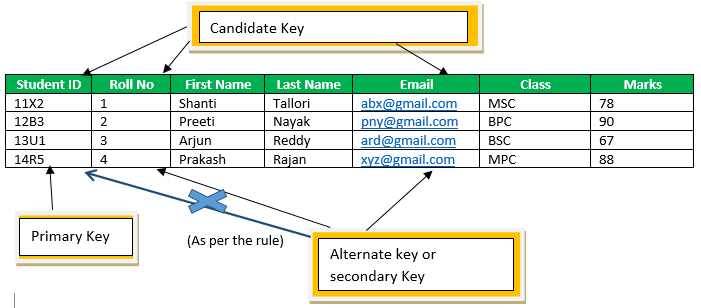 Candidate Key
Student ID Roll No First Name Last Name Email Class Marks
11X2 1 Shanti Tallori abx@gmail.com MSC 78
12B3 2 Preeti Nayak pny@gmail.com BPC 90
13U1 3 Arjun Reddy ard@gmail.com BSC 67
14R5 4 Prakash Rajan xyz@gmail.com MPC 88
Primary Key
(As per the rule)
Alternate key or
secondary Key